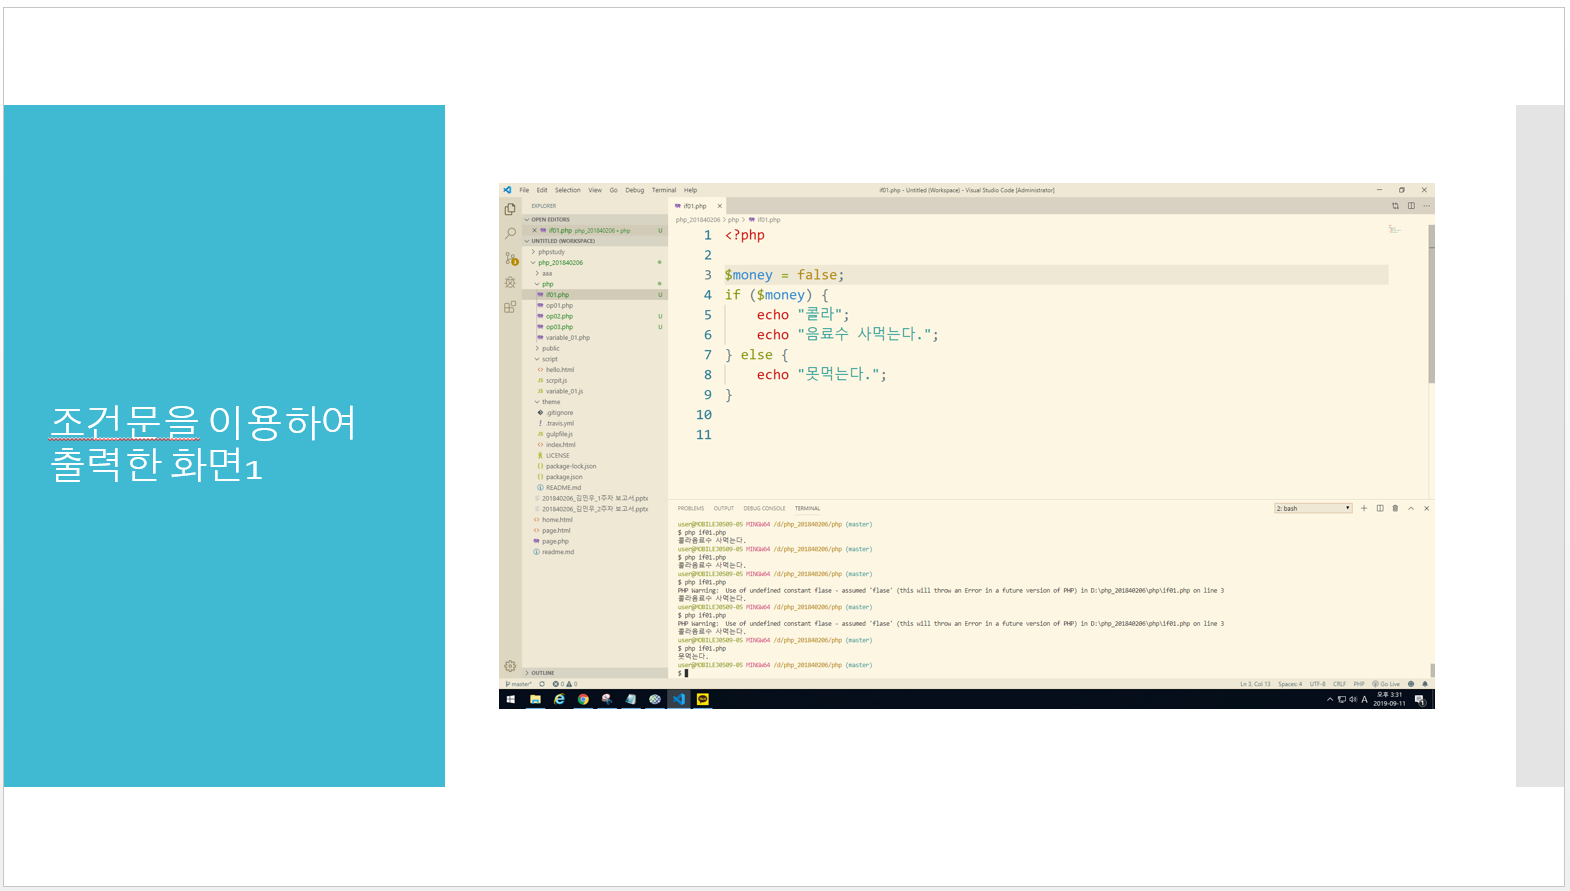 조건문을 이용하여
출력한 화면1
File Edit Selection View Go Debug Terminal Help
if01.php - Untitled (Workspace) - Visual Studio Code [Administrator]
EXPLORER
OPEN EDITORS
if01.php php_201840206 • php U
UNTITLED (WORKSPACE)
phpstudy
php_201840206
aaa
php
if01.php U
op01.php
op02.php U
op03.php U
variable_01.php
public
script
hello.html
scrpit.js
variable_01.js
theme
.gitignore
.travis.yml
gulpfile.js
index.html
LICENSE
package-lock.json
package.json
README.md
201840206_김민우_1주차 보고서.pptx
201840206_김민우_2주차 보고서.pptx
home.html
page.html
page.php
readme.md
OUTLINE
if01.php
php_201840206 > php > if01.php
1 <?php
2
3 $money = false;
4 if ($money) {
5 echo "콜라";
6 echo "음료수 사먹는다.";
7 } else {
8 echo "못먹는다.";
9 }
10
11
PROBLEMS OUTPUT DEBUG CONSOLE TERMINAL
2: bash
user@MOBILEJ0509-05 MINGW64 /d/php_201840206/php (master)
$ php if01.php
콜라음료수 사먹는다.
user@MOBILEJ0509-05 MINGW64 /d/php_201840206/php (master)
$ php if01.php
콜라음료수 사먹는다.
user@MOBILEJ0509-05 MINGW64 /d/php_201840206/php (master)
$ php if01.php
PHP Warning:  Use of undefined constant flase - assumed 'flase' (this will throw an Error in a future version of PHP) in D:\php_201840206\php\if01.php on line 3
콜라음료수 사먹는다.
user@MOBILEJ0509-05 MINGW64 /d/php_201840206/php (master)
$ php if01.php
PHP Warning:  Use of undefined constant flase - assumed 'flase' (this will throw an Error in a future version of PHP) in D:\php_201840206\php\if01.php on line 3
콜라음료수 사먹는다.
user@MOBILEJ0509-05 MINGW64 /d/php_201840206/php (master)
$ php if01.php
못먹는다.
user@MOBILEJ0509-05 MINGW64 /d/php_201840206/php (master)
$
master* 0 0
Ln 3, Col 13 Spaces: 4 UTF-8 CRLF PHP Go Live
A 오후 3:31
2019-09-11